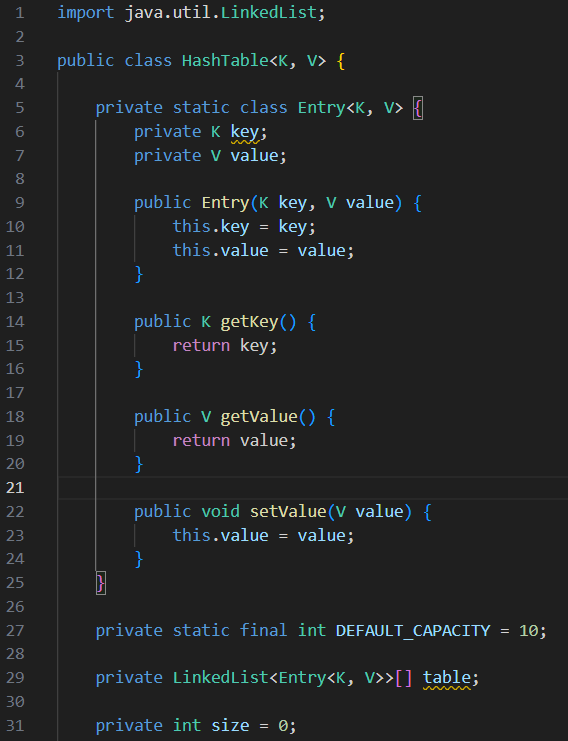 1 import java.util.LinkedList;
2
3 public class HashTable<K, V> {
4
5     private static class Entry<K, V> {
6         private K key;
7         private V value;
8
9         public Entry(K key, V value) {
10             this.key = key;
11             this.value = value;
12         }
13
14         public K getKey() {
15             return key;
16         }
17
18         public V getValue() {
19             return value;
20         }
21
22         public void setValue(V value) {
23             this.value = value;
24         }
25     }
26
27     private static final int DEFAULT_CAPACITY = 10;
28
29     private LinkedList<Entry<K, V>>[] table;
30
31     private int size = 0;